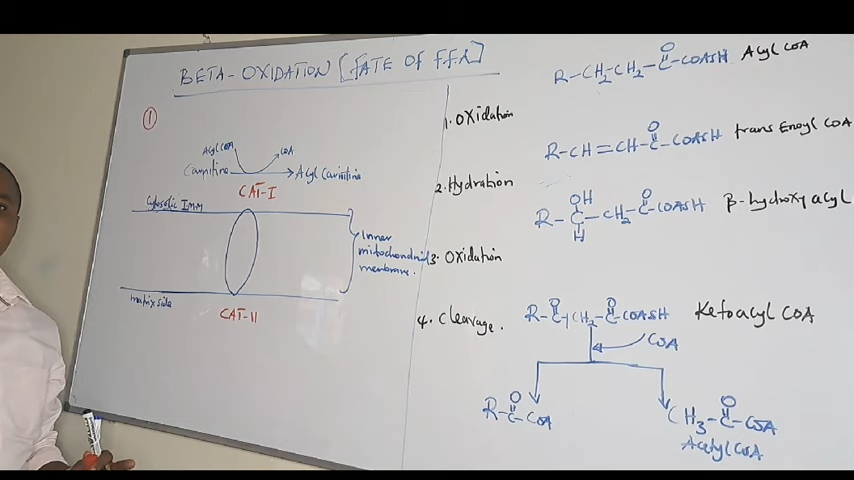 BETA-OXIDATION [FATE OF FFA]
①
Acyl COA
COA
Carnitine
Acyl Carnitine
CAT-I
Cytosolic IMM
Inner
mitochondrial
membrane.
matrix side
CAT-II
R-CH2-CH2-C-COASH Acyl COA
O
1. Oxidation
R-CH=CH-C-COASH trans Enoyl COA
O
2. Hydration
OH O
R-C-CH2-C-COASH β-hydroxy acyl
H
3. Oxidation
O O
R-C-CH2-C-COASH Ketoacyl COA
4. Cleavage.
COA
O
R-C-COA
O
CH3-C-COA
Acetyl COA